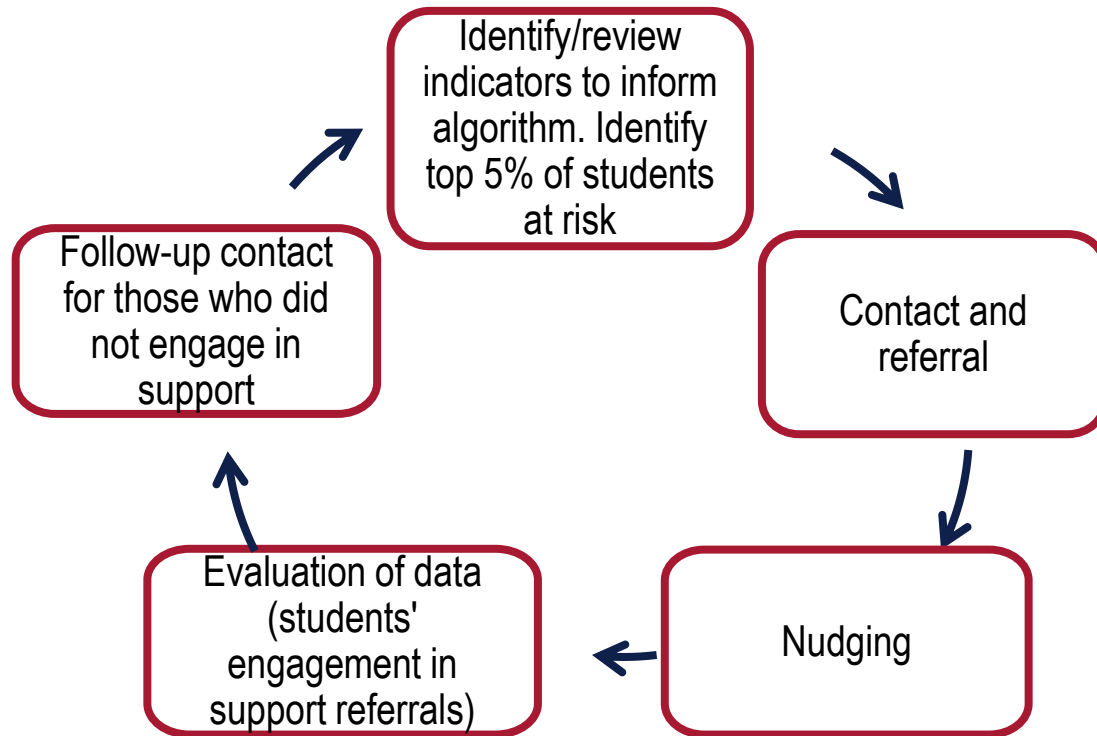 Identify/review
indicators to inform
algorithm. Identify
top 5% of students
at risk
Contact and
referral
Nudging
Evaluation of data
(students'
engagement in
support referrals)
Follow-up contact
for those who did
not engage in
support